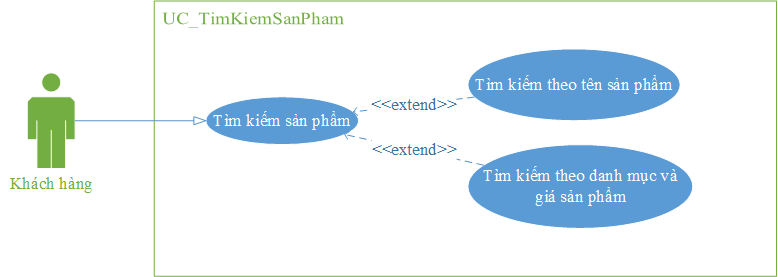 UC_TimKiemSanPham
Tìm kiếm theo tên sản phẩm
<<extend>>
Tìm kiếm sản phẩm
<<extend>>
Tìm kiếm theo danh mục và
giá sản phẩm
Khách hàng